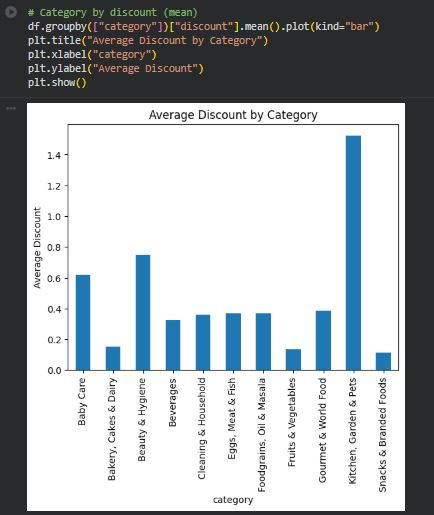 # Category by discount (mean)
df.groupby(["category"])["discount"].mean().plot(kind="bar")
plt.title("Average Discount by Category")
plt.xlabel("category")
plt.ylabel("Average Discount")
plt.show()
Average Discount by Category
Average Discount
1.4
1.2
1.0
0.8
0.6
0.4
0.2
0.0
Baby Care
Bakery, Cakes & Dairy
Beauty & Hygiene
Beverages
Cleaning & Household
Eggs, Meat & Fish
Foodgrains, Oil & Masala
Fruits & Vegetables
Gourmet & World Food
Kitchen, Garden & Pets
Snacks & Branded Foods
category